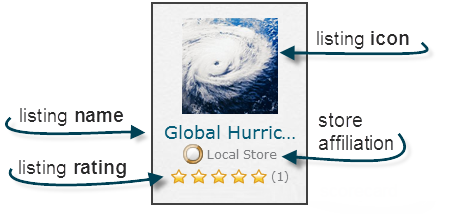 listing icon
listing name
Global Hurric...
store
affiliation
Local Store
listing rating
(1)